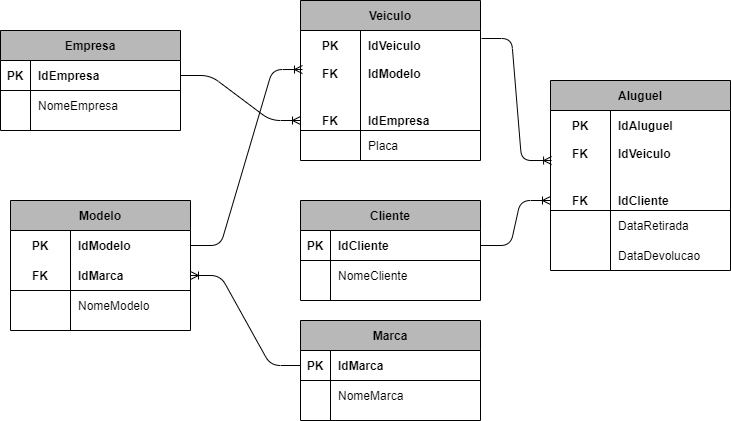 Empresa
PK IdEmpresa
NomeEmpresa
Veiculo
PK IdVeiculo
FK IdModelo
FK IdEmpresa
Placa
Aluguel
PK IdAluguel
FK IdVeiculo
FK IdCliente
DataRetirada
DataDevolucao
Modelo
PK IdModelo
FK IdMarca
NomeModelo
Cliente
PK IdCliente
NomeCliente
Marca
PK IdMarca
NomeMarca